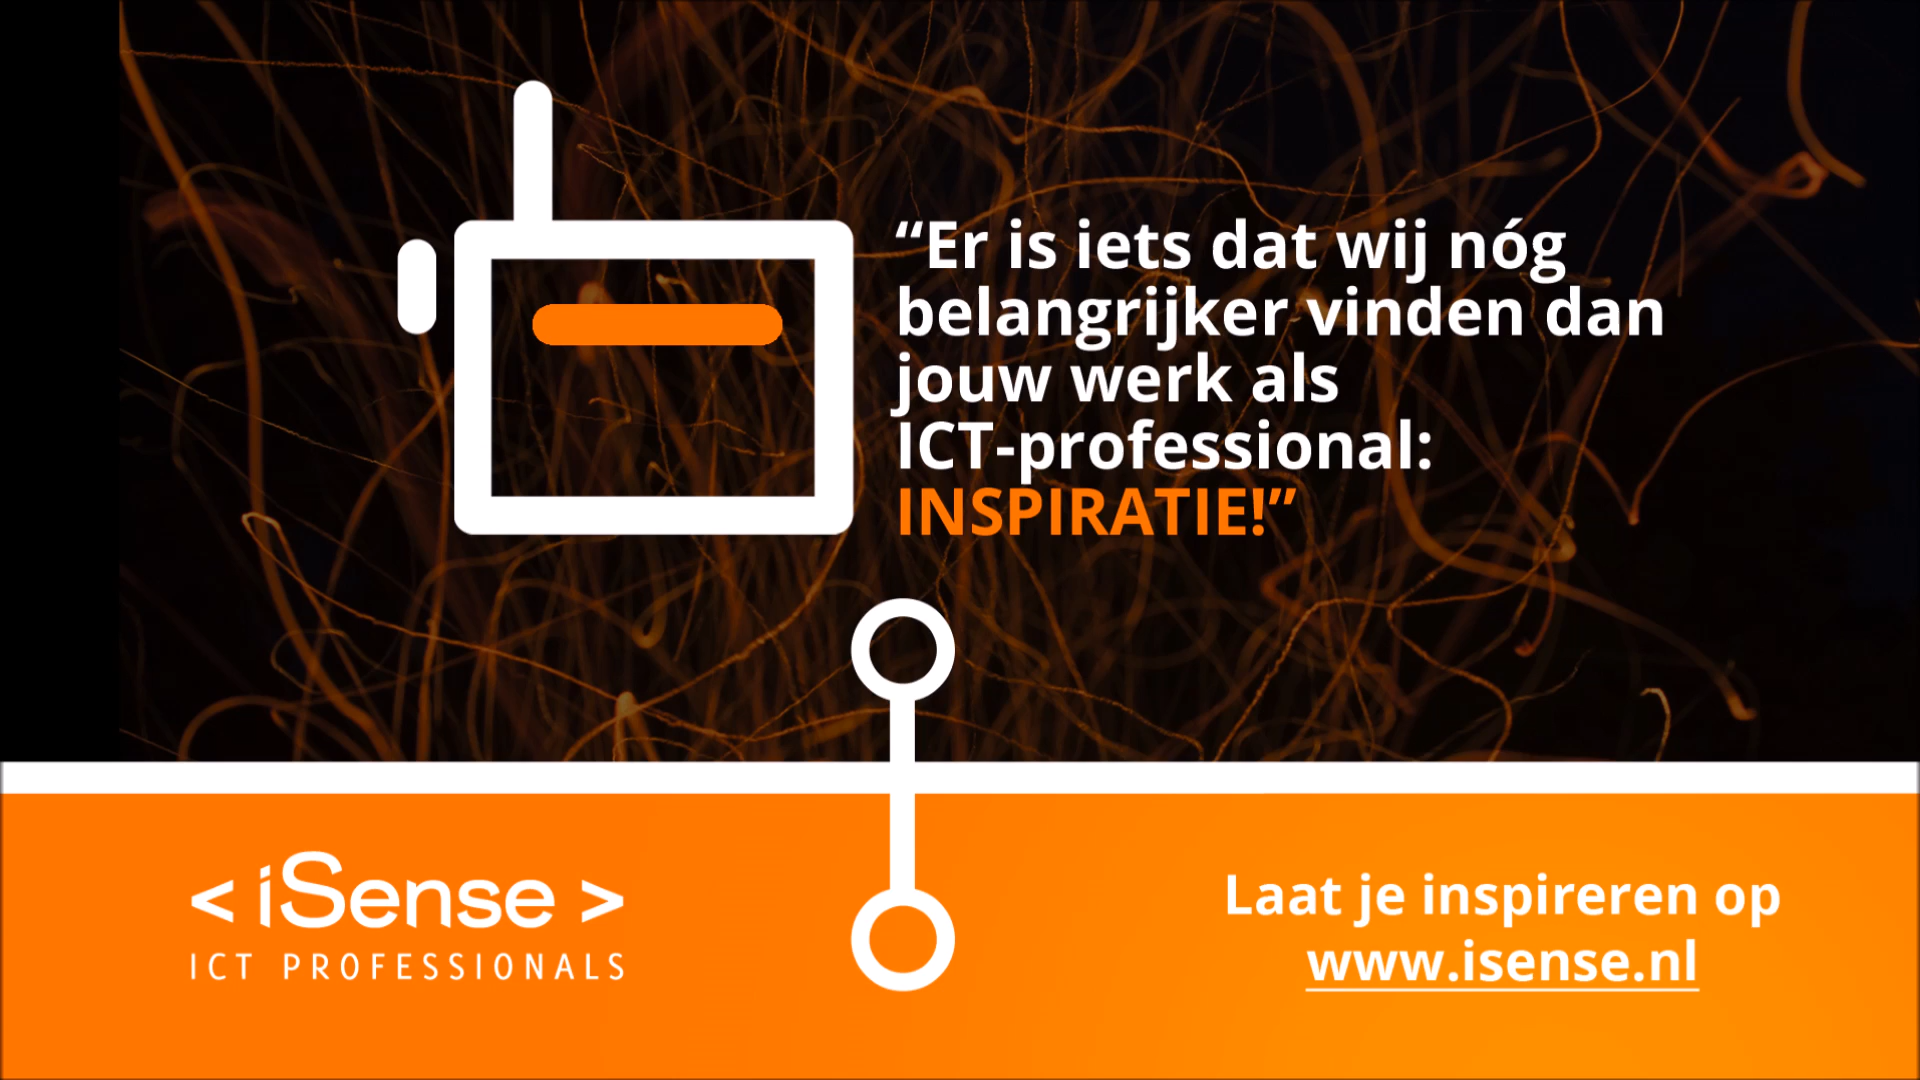 “Er is iets dat wij nóg
belangrijker vinden dan
jouw werk als
ICT-professional:
INSPIRATIE!”
< iSense >
ICT PROFESSIONALS
Laat je inspireren op
www.isense.nl